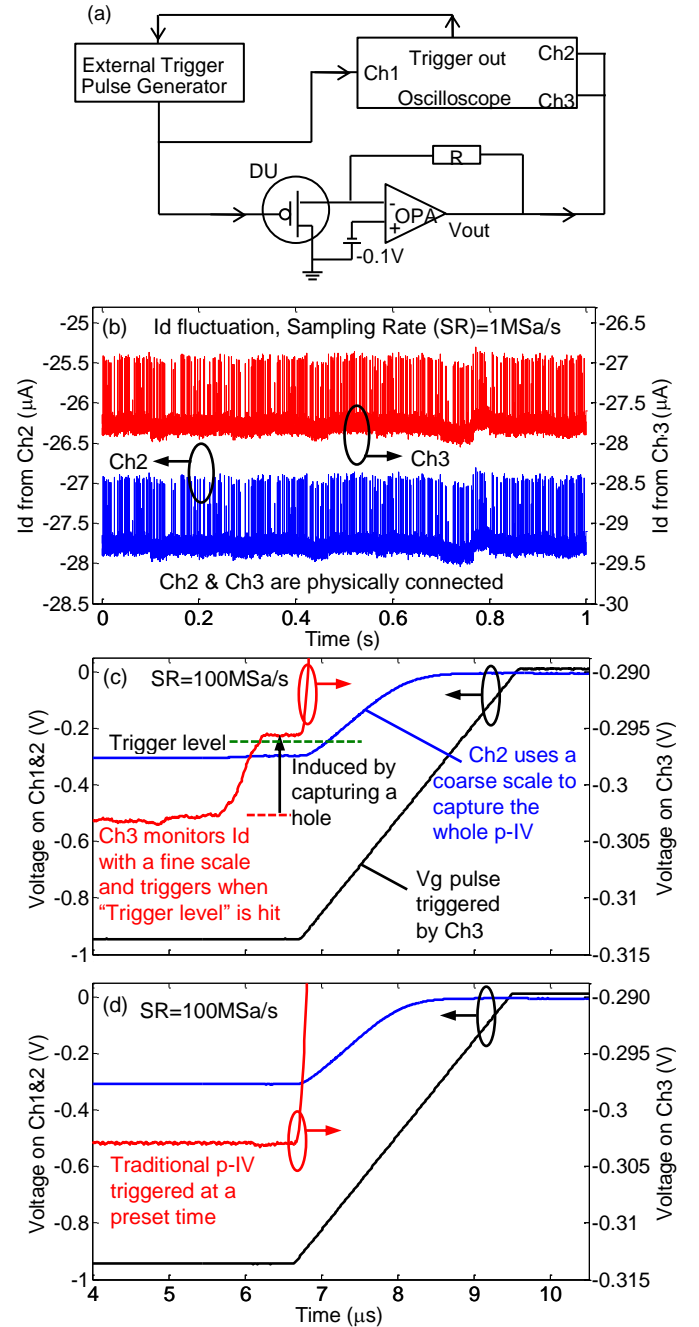 (a)
External Trigger
Pulse Generator
Ch1
Trigger out
Oscilloscope
Ch2
Ch3
DU
R
-
+
OPA
Vout
-0.1V
(b)
Id fluctuation, Sampling Rate (SR)=1MSa/s
Id from Ch2 (µA)
-25
-25.5
-26
-26.5
-27
-27.5
-28
-28.5
Ch2
Ch3
Ch2 & Ch3 are physically connected
-26.5
-27
-27.5
-28
-28.5
-29
-29.5
-30
Id from Ch3 (µA)
0
0.2
0.4
0.6
0.8
1
Time (s)
(c)
SR=100MSa/s
Voltage on Ch1&2 (V)
0
-0.2
-0.4
-0.6
-0.8
-1
Trigger level
Induced by
capturing a
hole
Ch3 monitors Id
with a fine scale
and triggers when
“Trigger level” is hit
Ch2 uses a
coarse scale to
capture the
whole p-IV
Vg pulse
triggered
by Ch3
-0.290
-0.295
-0.3
-0.305
-0.31
-0.315
Voltage on Ch3 (V)
4
5
6
7
8
9
10
(d)
SR=100MSa/s
Voltage on Ch1&2 (V)
0
-0.2
-0.4
-0.6
-0.8
-1
Traditional p-IV
triggered at a
preset time
-0.290
-0.295
-0.3
-0.305
-0.31
-0.315
Voltage on Ch3 (V)
4
5
6
7
8
9
10
Time (µs)